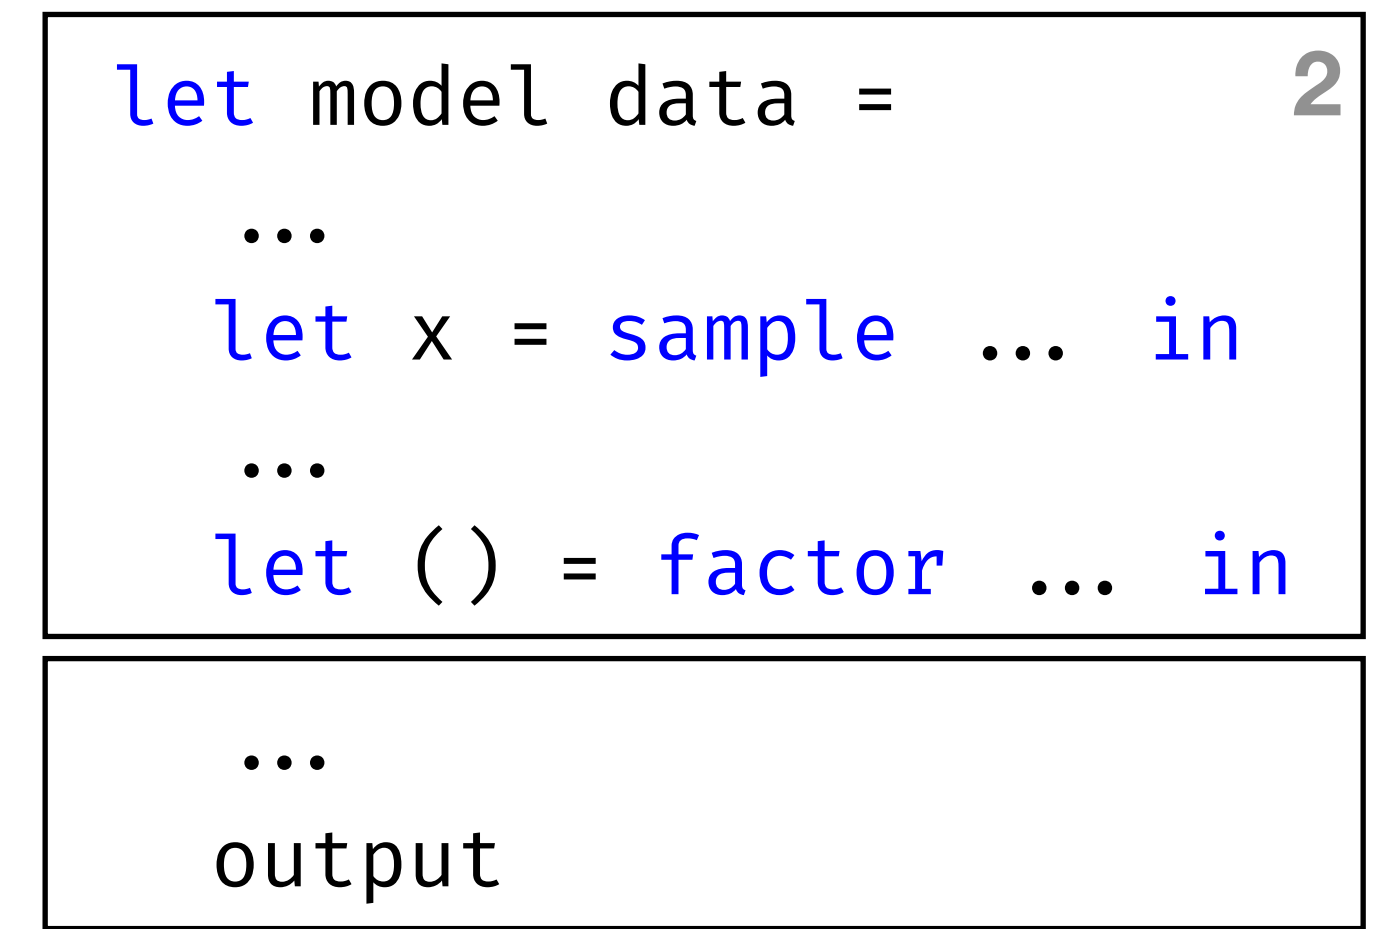 let model data = 2
...
let x = sample ... in
...
let () = factor ... in
...
output